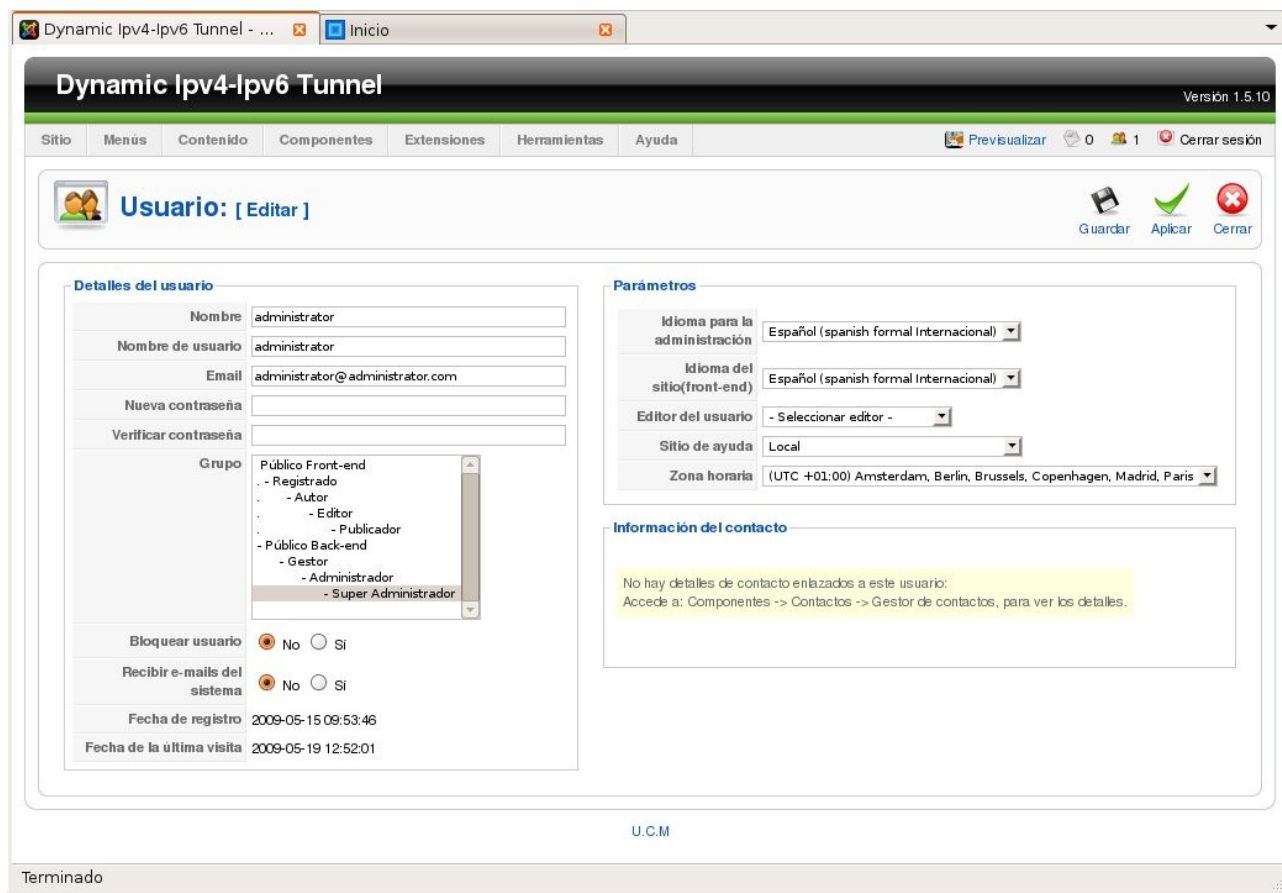 Dynamic Ipv4-Ipv6 Tunnel - ...
Inicio
Dynamic Ipv4-Ipv6 Tunnel
Versión 1.5.10
Sitio Menús Contenido Componentes Extensiones Herramientas Ayuda Previsualizar 0 1 Cerrar sesión
Usuario: [ Editar ]
Guardar Aplicar Cerrar
Detalles del usuario
Nombre administrator
Nombre de usuario administrator
Email administrator@administrator.com
Nueva contraseña
Verificar contraseña
Grupo
Público Front-end
. - Registrado
. - Autor
. - Editor
. - Publicador
- Público Back-end
- Gestor
- Administrador
- Super Administrador
Bloquear usuario No Sí
Recibir e-mails del
sistema
No Sí
Fecha de registro 2009-05-15 09:53:46
Fecha de la última visita 2009-05-19 12:52:01
Parámetros
Idioma para la
administración
Español (spanish formal Internacional)
Idioma del
sitio(front-end)
Español (spanish formal Internacional)
Editor del usuario - Seleccionar editor -
Sitio de ayuda Local
Zona horaria (UTC +01:00) Amsterdam, Berlin, Brussels, Copenhagen, Madrid, Paris
Información del contacto
No hay detalles de contacto enlazados a este usuario:
Accede a: Componentes -> Contactos -> Gestor de contactos, para ver los detalles.
U.C.M
Terminado